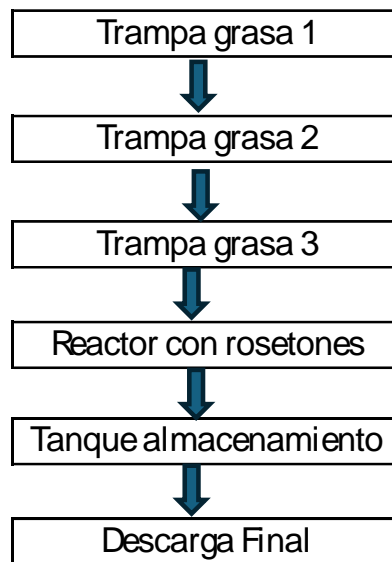 Trampa grasa 1
Trampa grasa 2
Trampa grasa 3
Reactor con rosetones
Tanque almacenamiento
Descarga Final